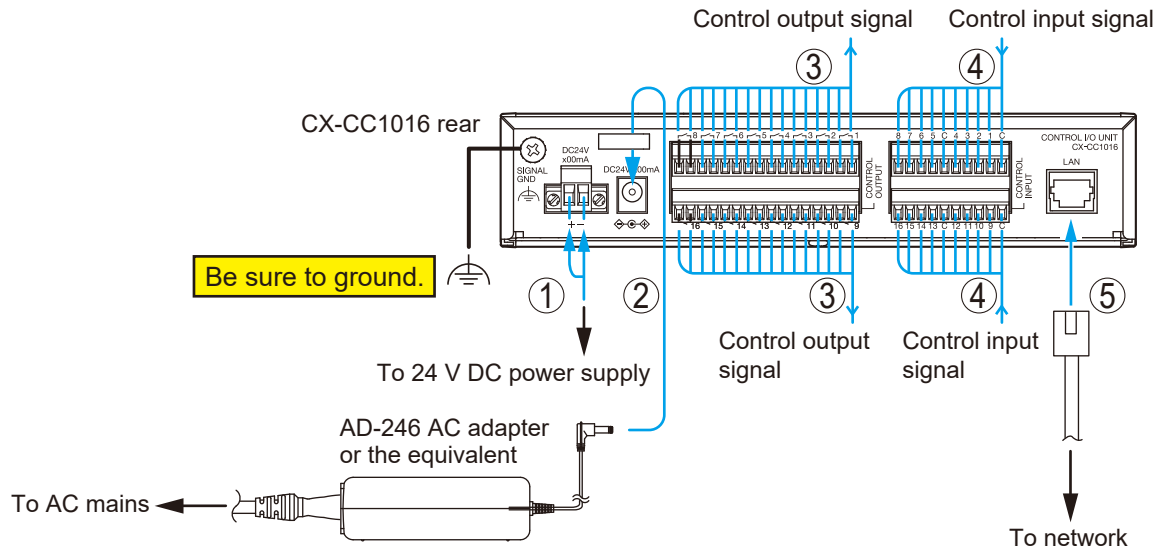 Control output signal
Control input signal
③
④
CX-CC1016 rear
8 7 6 5 4 3 2 1
8 7 6 5 C 4 3 2 1 C
CONTROL I/O UNIT
CX-CC1016
LAN
SIGNAL
GND
DC24V
x00mA
DC24V x00mA
CONTROL
OUTPUT
CONTROL
INPUT
+ −
16 15 14 13 12 11 10 9
16 15 14 13 C 12 11 10 9 C
Be sure to ground.
①
②
③
④
⑤
To 24 V DC power supply
Control output
signal
Control input
signal
AD-246 AC adapter
or the equivalent
To AC mains
To network